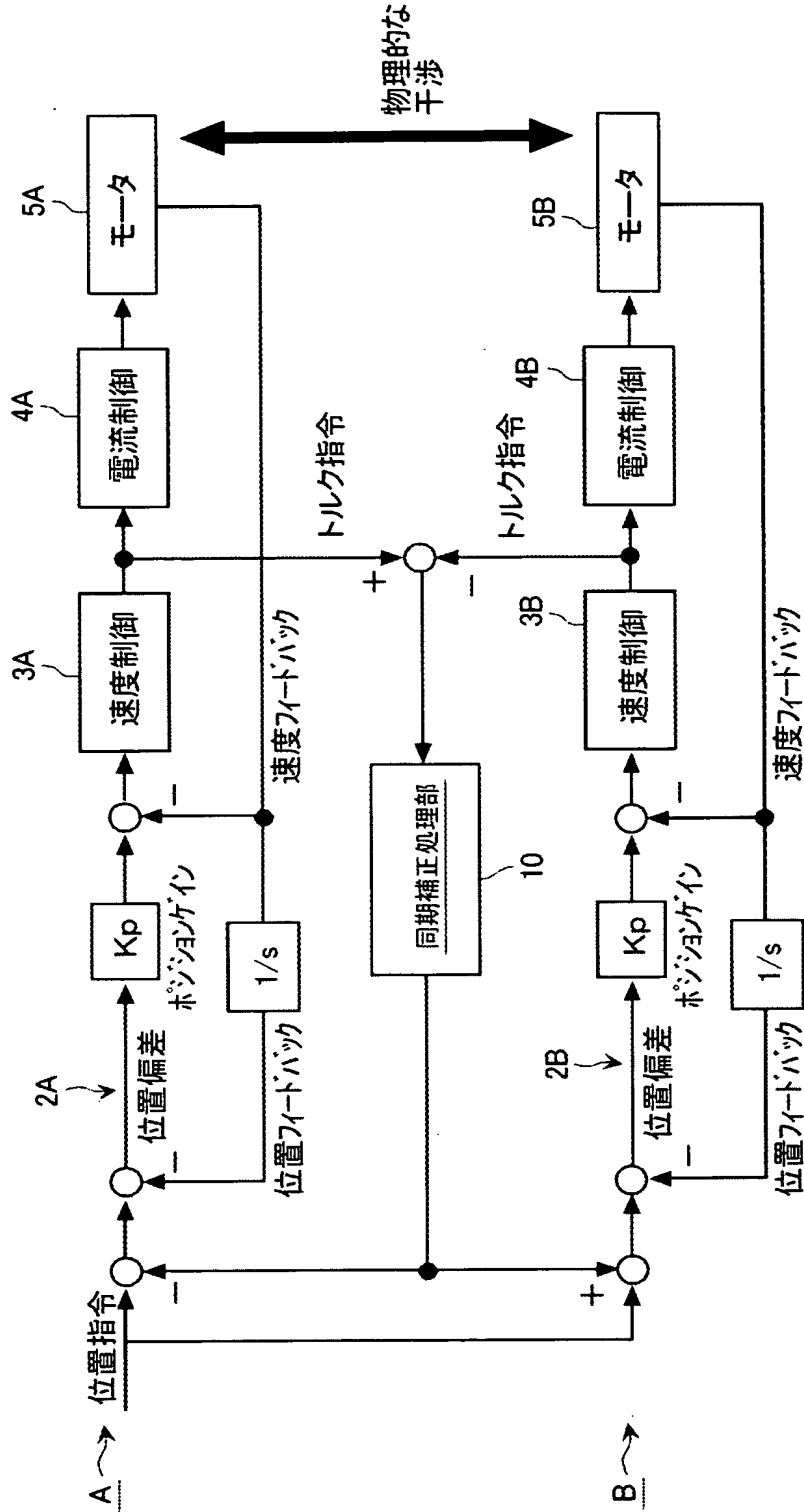 A
位置指令
−
−
2A
位置偏差
Kp
ポジションゲイン
1/s
位置フィードバック
−
3A
速度制御
速度フィードバック
4A
電流制御
5A
モータ
物理的な
干渉
トルク指令
+
−
トルク指令
同期補正処理部
10
B
+
−
2B
位置偏差
Kp
ポジションゲイン
1/s
位置フィードバック
−
3B
速度制御
速度フィードバック
4B
電流制御
5B
モータ